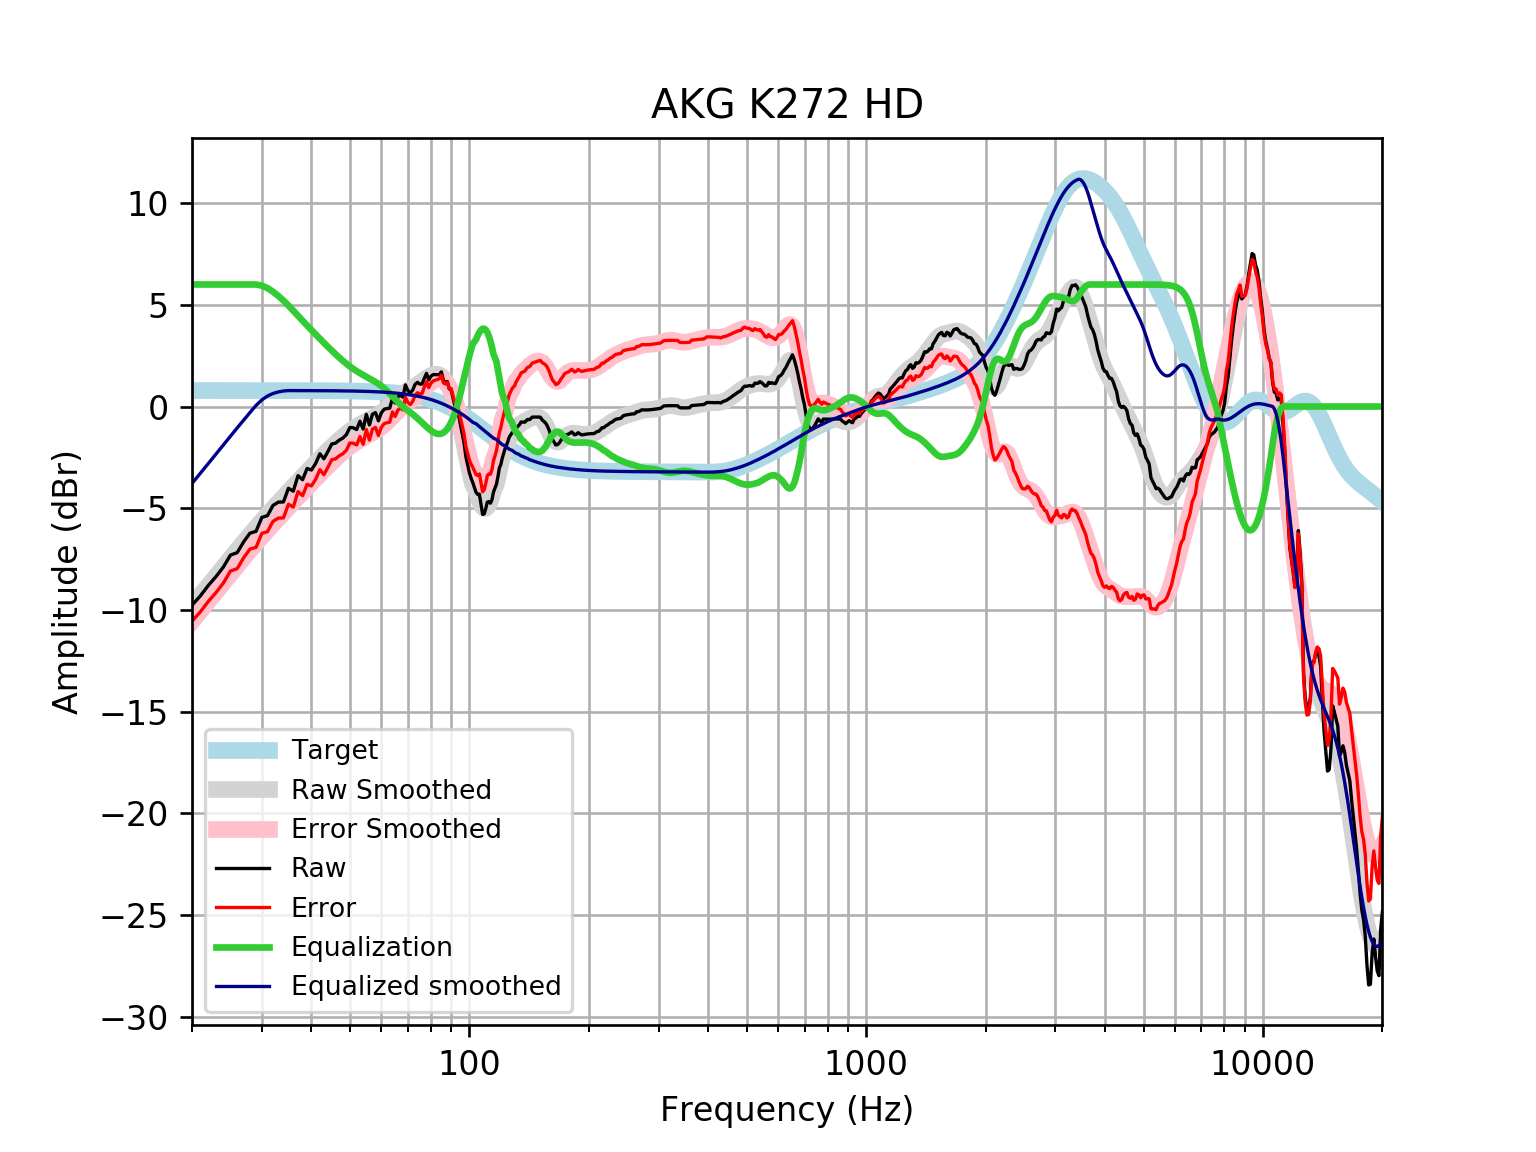 AKG K272 HD
Amplitude (dBr)
10
5
0
−5
−10
−15
−20
−25
−30
Target
Raw Smoothed
Error Smoothed
Raw
Error
Equalization
Equalized smoothed
100
1000
10000
Frequency (Hz)